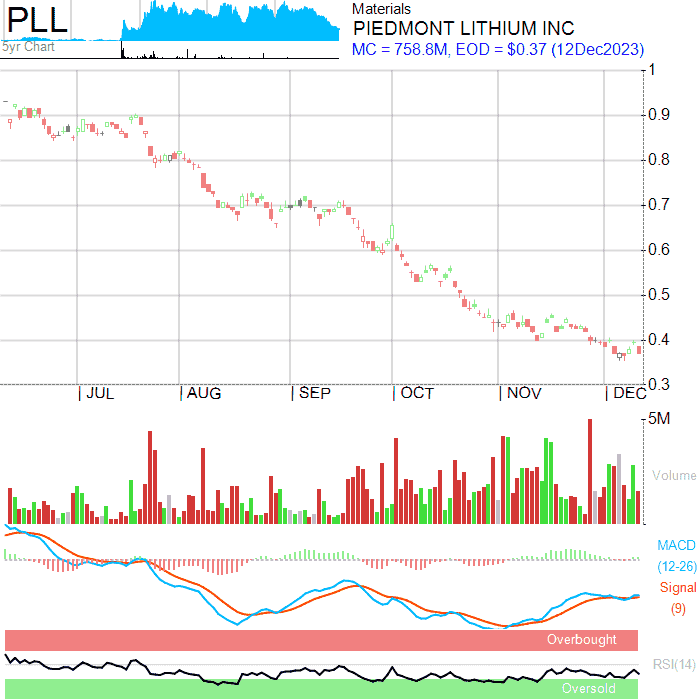 PLL
5yr Chart
Materials
PIEDMONT LITHIUM INC
MC = 758.8M, EOD = $0.37 (12Dec2023)
1
0.9
0.8
0.7
0.6
0.5
0.4
0.3
JUL
AUG
SEP
OCT
NOV
DEC
5M
Volume
MACD
(12-26)
Signal
(9)
Overbought
RSI(14)
Oversold